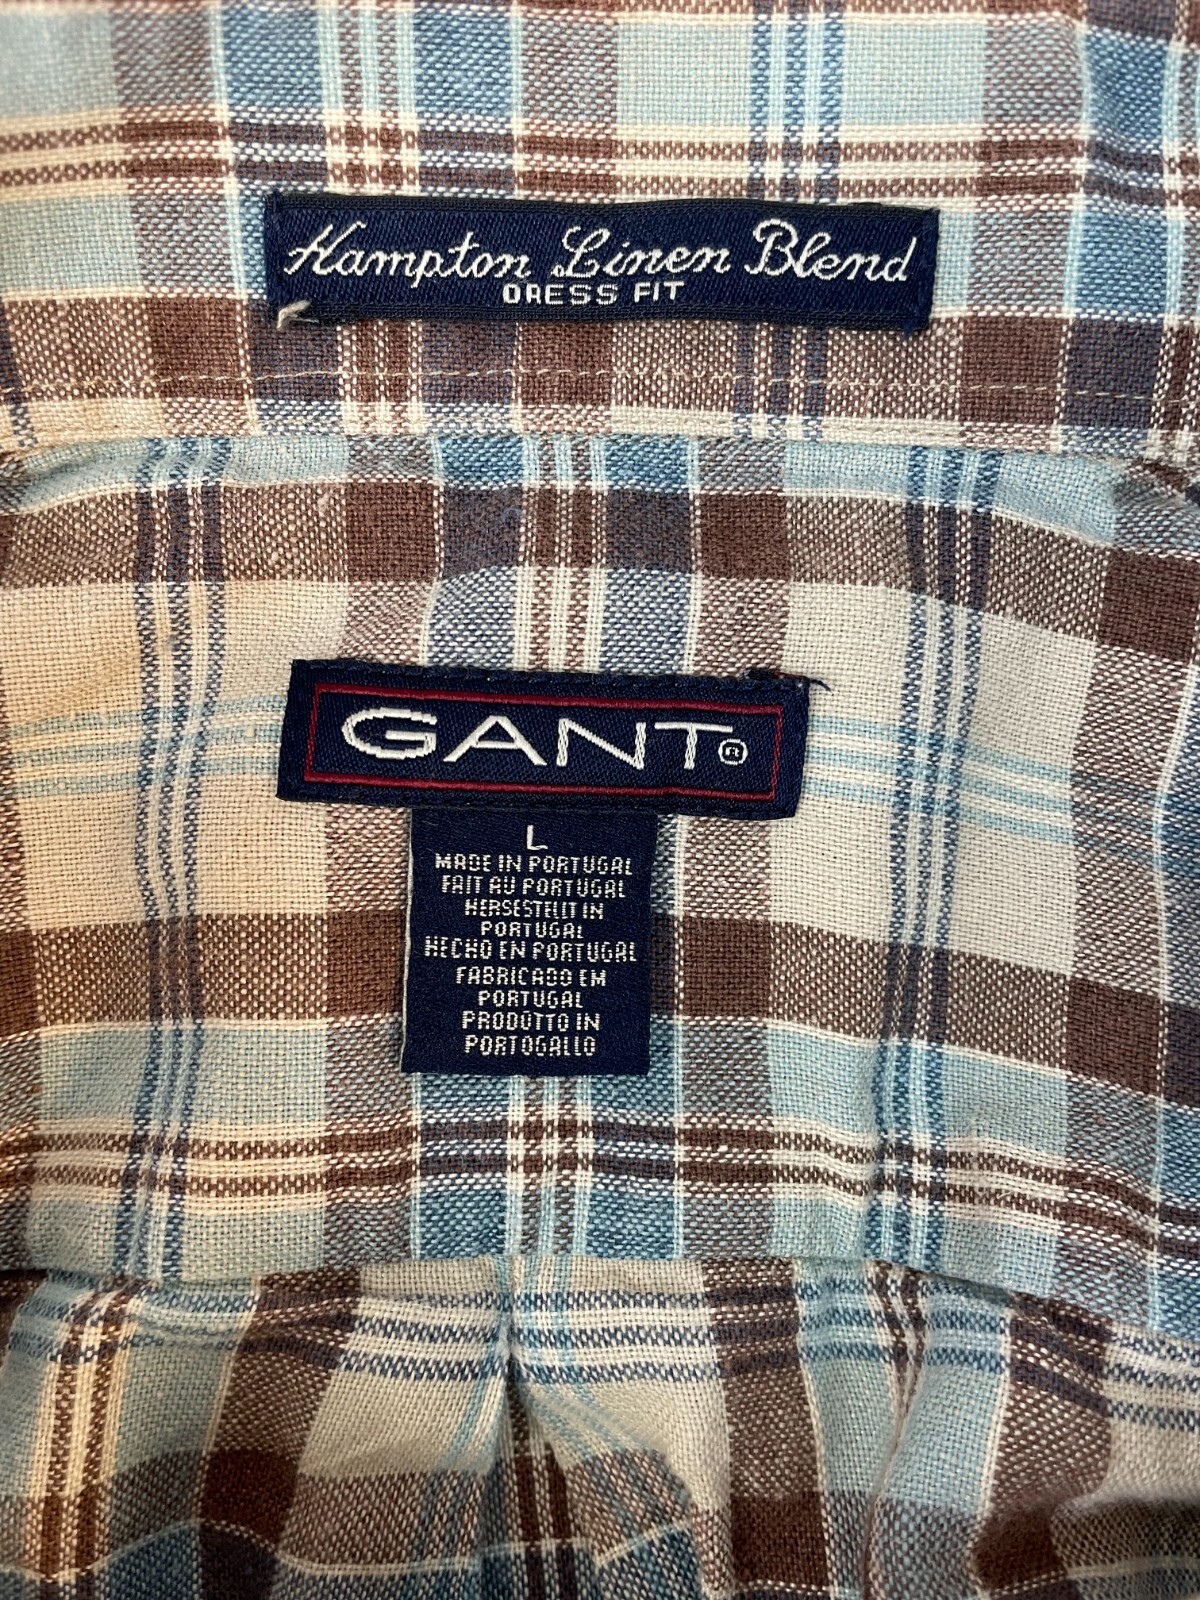 Hampton Linen Blend
DRESS FIT
GANT®
L
MADE IN PORTUGAL
FAIT AU PORTUGAL
HERSESTELLT IN
PORTUGAL
HECHO EN PORTUGAL
FABRICADO EM
PORTUGAL
PRODOTTO IN
PORTOGALLO